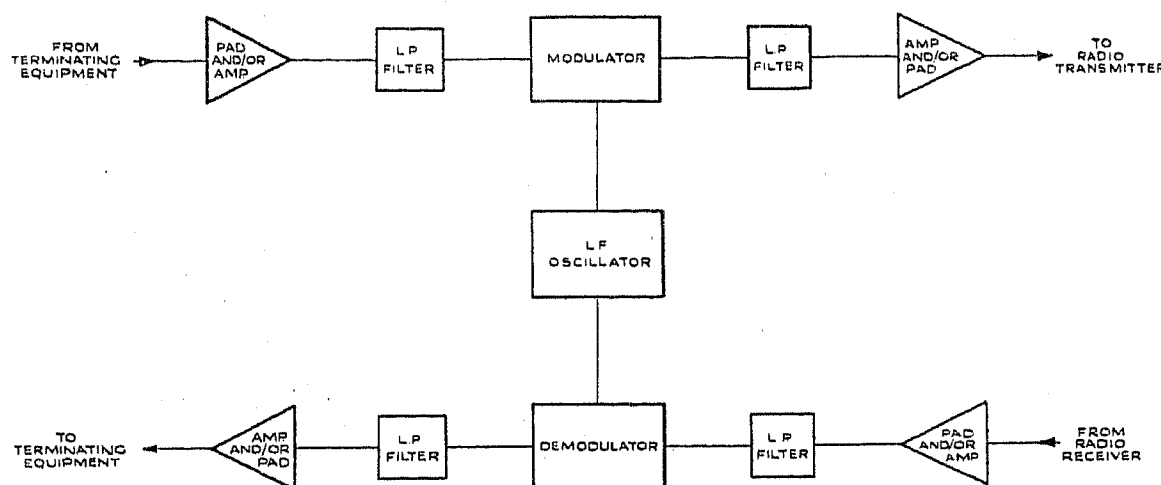 FROM
TERMINATING
EQUIPMENT
PAD
AND/OR
AMP
L.P
FILTER
MODULATOR
L.P
FILTER
AMP
AND/OR
PAD
TO
RADIO
TRANSMITTER
LF
OSCILLATOR
TO
TERMINATING
EQUIPMENT
AMP
AND/OR
PAD
L.P
FILTER
DEMODULATOR
L.P
FILTER
PAD
AND/OR
AMP
FROM
RADIO
RECEIVER